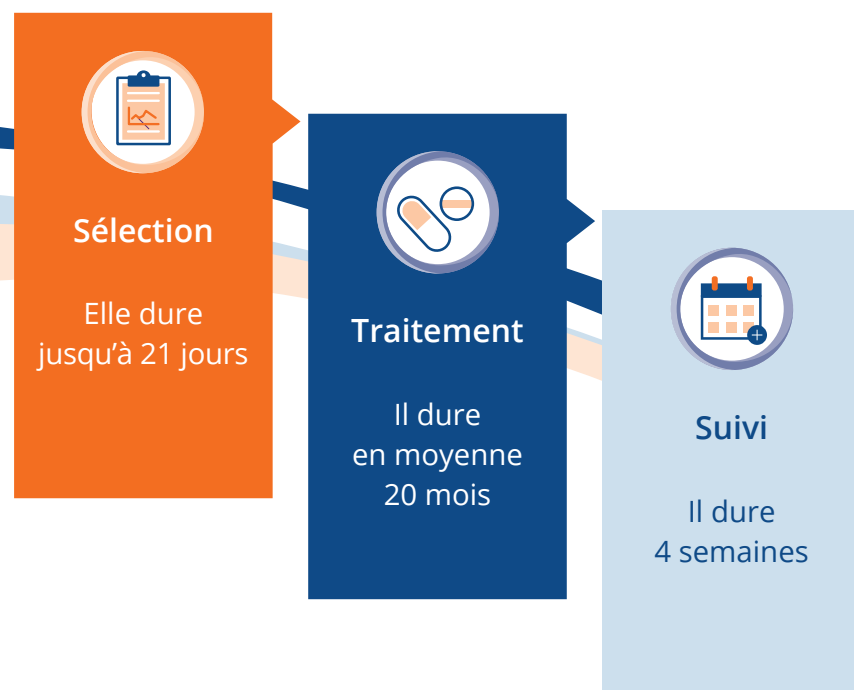 Sélection
Elle dure
jusqu’à 21 jours
Traitement
Il dure
en moyenne
20 mois
Suivi
Il dure
4 semaines